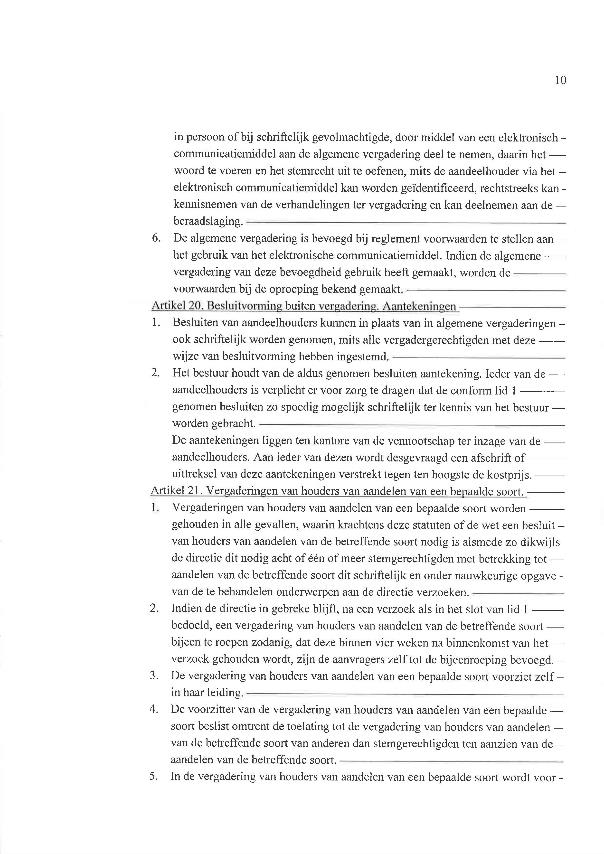 10
in persoon of bij schriftelijk gevolmachtigde, door middel van een elektronisch -
communicatiemiddel aan de algemene vergadering deel te nemen, daarin het —
woord te voeren en het stemrecht uit te oefenen, mits de aandeelhouder via het –
elektronisch communicatiemiddel kan worden geïdentificeerd, rechtstreeks kan -
kennisnemen van de verhandelingen ter vergadering en kan deelnemen aan de —
beraadslaging. —
6. De algemene vergadering is bevoegd bij reglement voorwaarden te stellen aan
het gebruik van het elektronische communicatiemiddel. Indien de algemene -
vergadering van deze bevoegdheid gebruik heeft gemaakt, worden de —
voorwaarden bij de oproeping bekend gemaakt. —
Artikel 20. Besluitvorming buiten vergadering. Aantekeningen —
1. Besluiten van aandeelhouders kunnen in plaats van in algemene vergaderingen –
ook schriftelijk worden genomen, mits alle vergadergerechtigden met deze —
wijze van besluitvorming hebben ingestemd. —
2. Het bestuur houdt van de aldus genomen besluiten aantekening. Ieder van de —
aandeelhouders is verplicht er voor zorg te dragen dat de conform lid 1 —
genomen besluiten zo spoedig mogelijk schriftelijk ter kennis van het bestuur —
worden gebracht. —
De aantekeningen liggen ten kantore van de vennootschap ter inzage van de —
aandeelhouders. Aan ieder van dezen wordt desgevraagd een afschrift of
uittreksel van deze aantekeningen verstrekt tegen ten hoogste de kostprijs. —
Artikel 21. Vergaderingen van houders van aandelen van een bepaalde soort. —
1. Vergaderingen van houders van aandelen van een bepaalde soort worden —
gehouden in alle gevallen, waarin krachtens deze statuten of de wet een besluit –
van houders van aandelen van de betreffende soort nodig is alsmede zo dikwijls
de directie dit nodig acht of één of meer stemgerechtigden met betrekking tot —
aandelen van de betreffende soort dit schriftelijk en onder nauwkeurige opgave -
van de te behandelen onderwerpen aan de directie verzoeken. —
2. Indien de directie in gebreke blijft, na een verzoek als in het slot van lid 1 —
bedoeld, een vergadering van houders van aandelen van de betreffende soort —
bijeen te roepen zodanig, dat deze binnen vier weken na binnenkomst van het —
verzoek gehouden wordt, zijn de aanvragers zelf tot de bijeenroeping bevoegd. —
3. De vergadering van houders van aandelen van een bepaalde soort voorziet zelf –
in haar leiding. —
4. De voorzitter van de vergadering van houders van aandelen van een bepaalde —
soort beslist omtrent de toelating tot de vergadering van houders van aandelen —
van de betreffende soort van anderen dan stemgerechtigden ten aanzien van de —
aandelen van de betreffende soort. —
5. In de vergadering van houders van aandelen van een bepaalde soort wordt voor -